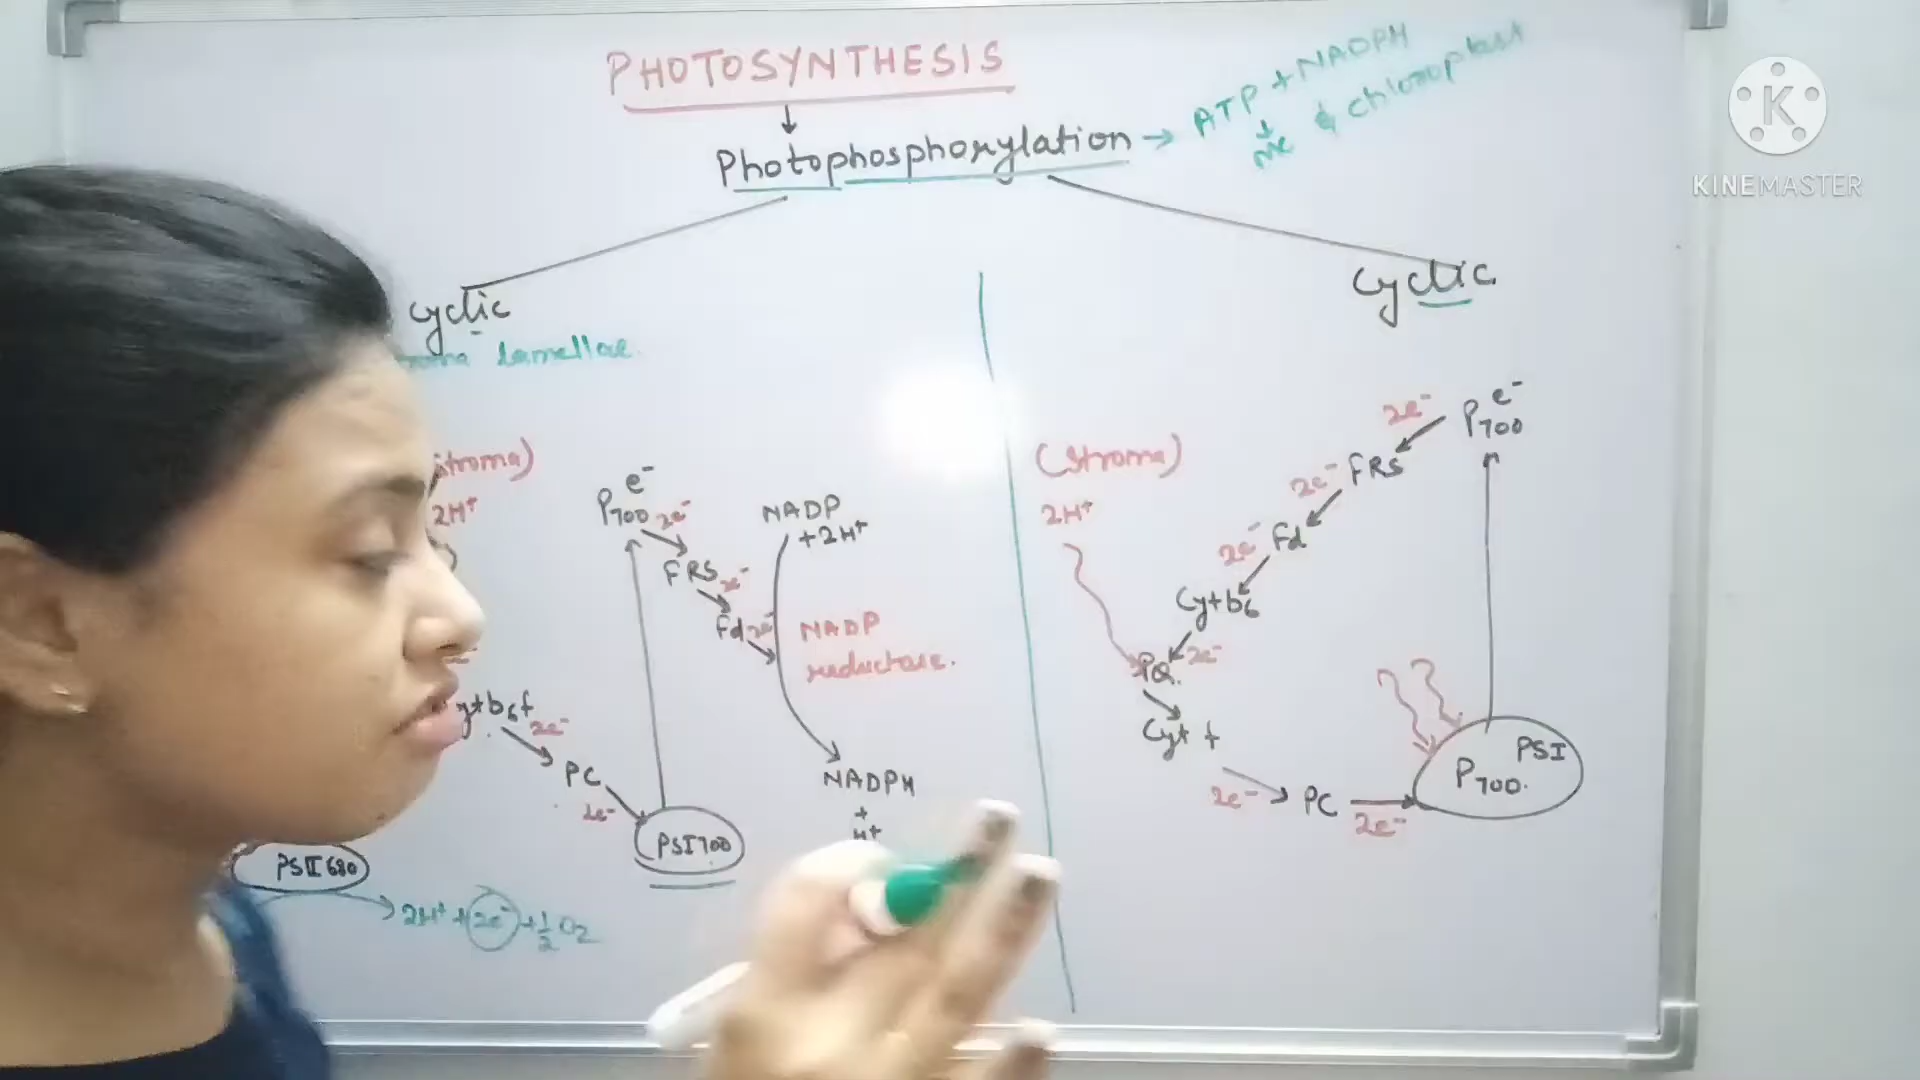 PHOTOSYNTHESIS
Photophosphorylation → ATP + NADPH
& chloroplast
KINEMASTER
cyclic
lamellae.
Cyclic
(stroma)
2H+
P700 e-
2e-
FRS 2e-
Fd 2e-
NADP
+2H+
NADP
reductase.
NADPH
+
H+
cyt b6f
2e-
PC
2e-
PSI 700
PSII 680
2H+ + 2e- + 1/2 O2
(stroma)
2H+
P700 e-
2e-
FRS
2e-
Fd
2e-
Cyt b6
2e-
PQ
Cyt f
2e-
PC
2e-
PSI
P700.